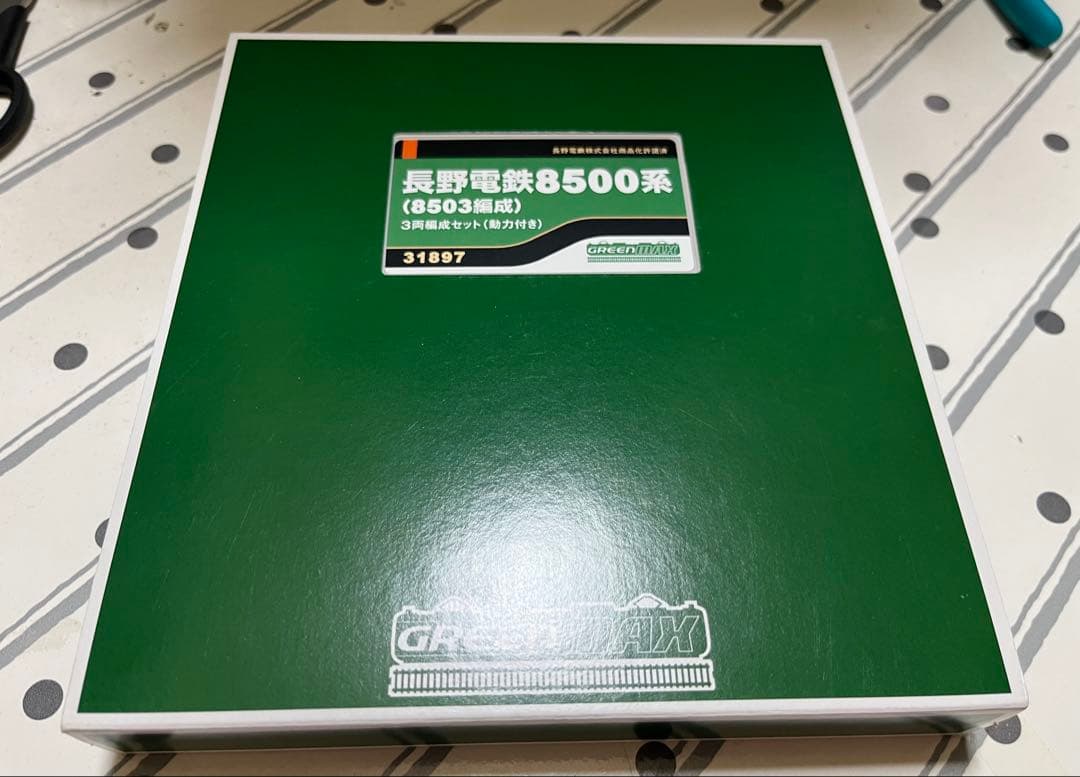 長野電鉄株式会社商品化許諾済
長野電鉄8500系
(8503編成)
3両編成セット(動力付き)
31897
GREENMAX
GREENMAX